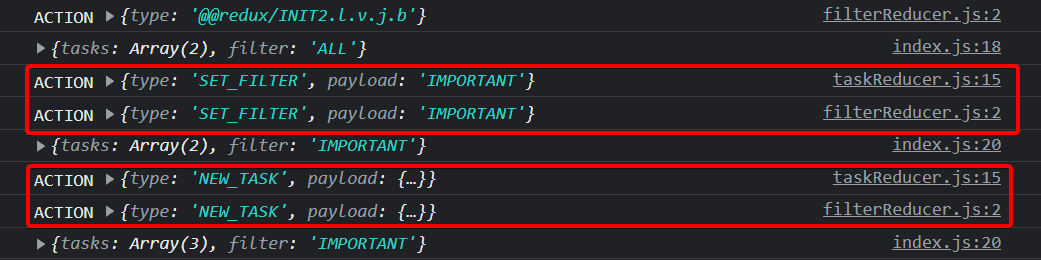 ACTION ▶{type: '@@redux/INIT2.l.v.j.b'} filterReducer.js:2
▶{tasks: Array(2), filter: 'ALL'} index.js:18
ACTION ▶{type: 'SET_FILTER', payload: 'IMPORTANT'} taskReducer.js:15
ACTION ▶{type: 'SET_FILTER', payload: 'IMPORTANT'} filterReducer.js:2
▶{tasks: Array(2), filter: 'IMPORTANT'} index.js:20
ACTION ▶{type: 'NEW_TASK', payload: {…}} taskReducer.js:15
ACTION ▶{type: 'NEW_TASK', payload: {…}} filterReducer.js:2
▶{tasks: Array(3), filter: 'IMPORTANT'} index.js:20